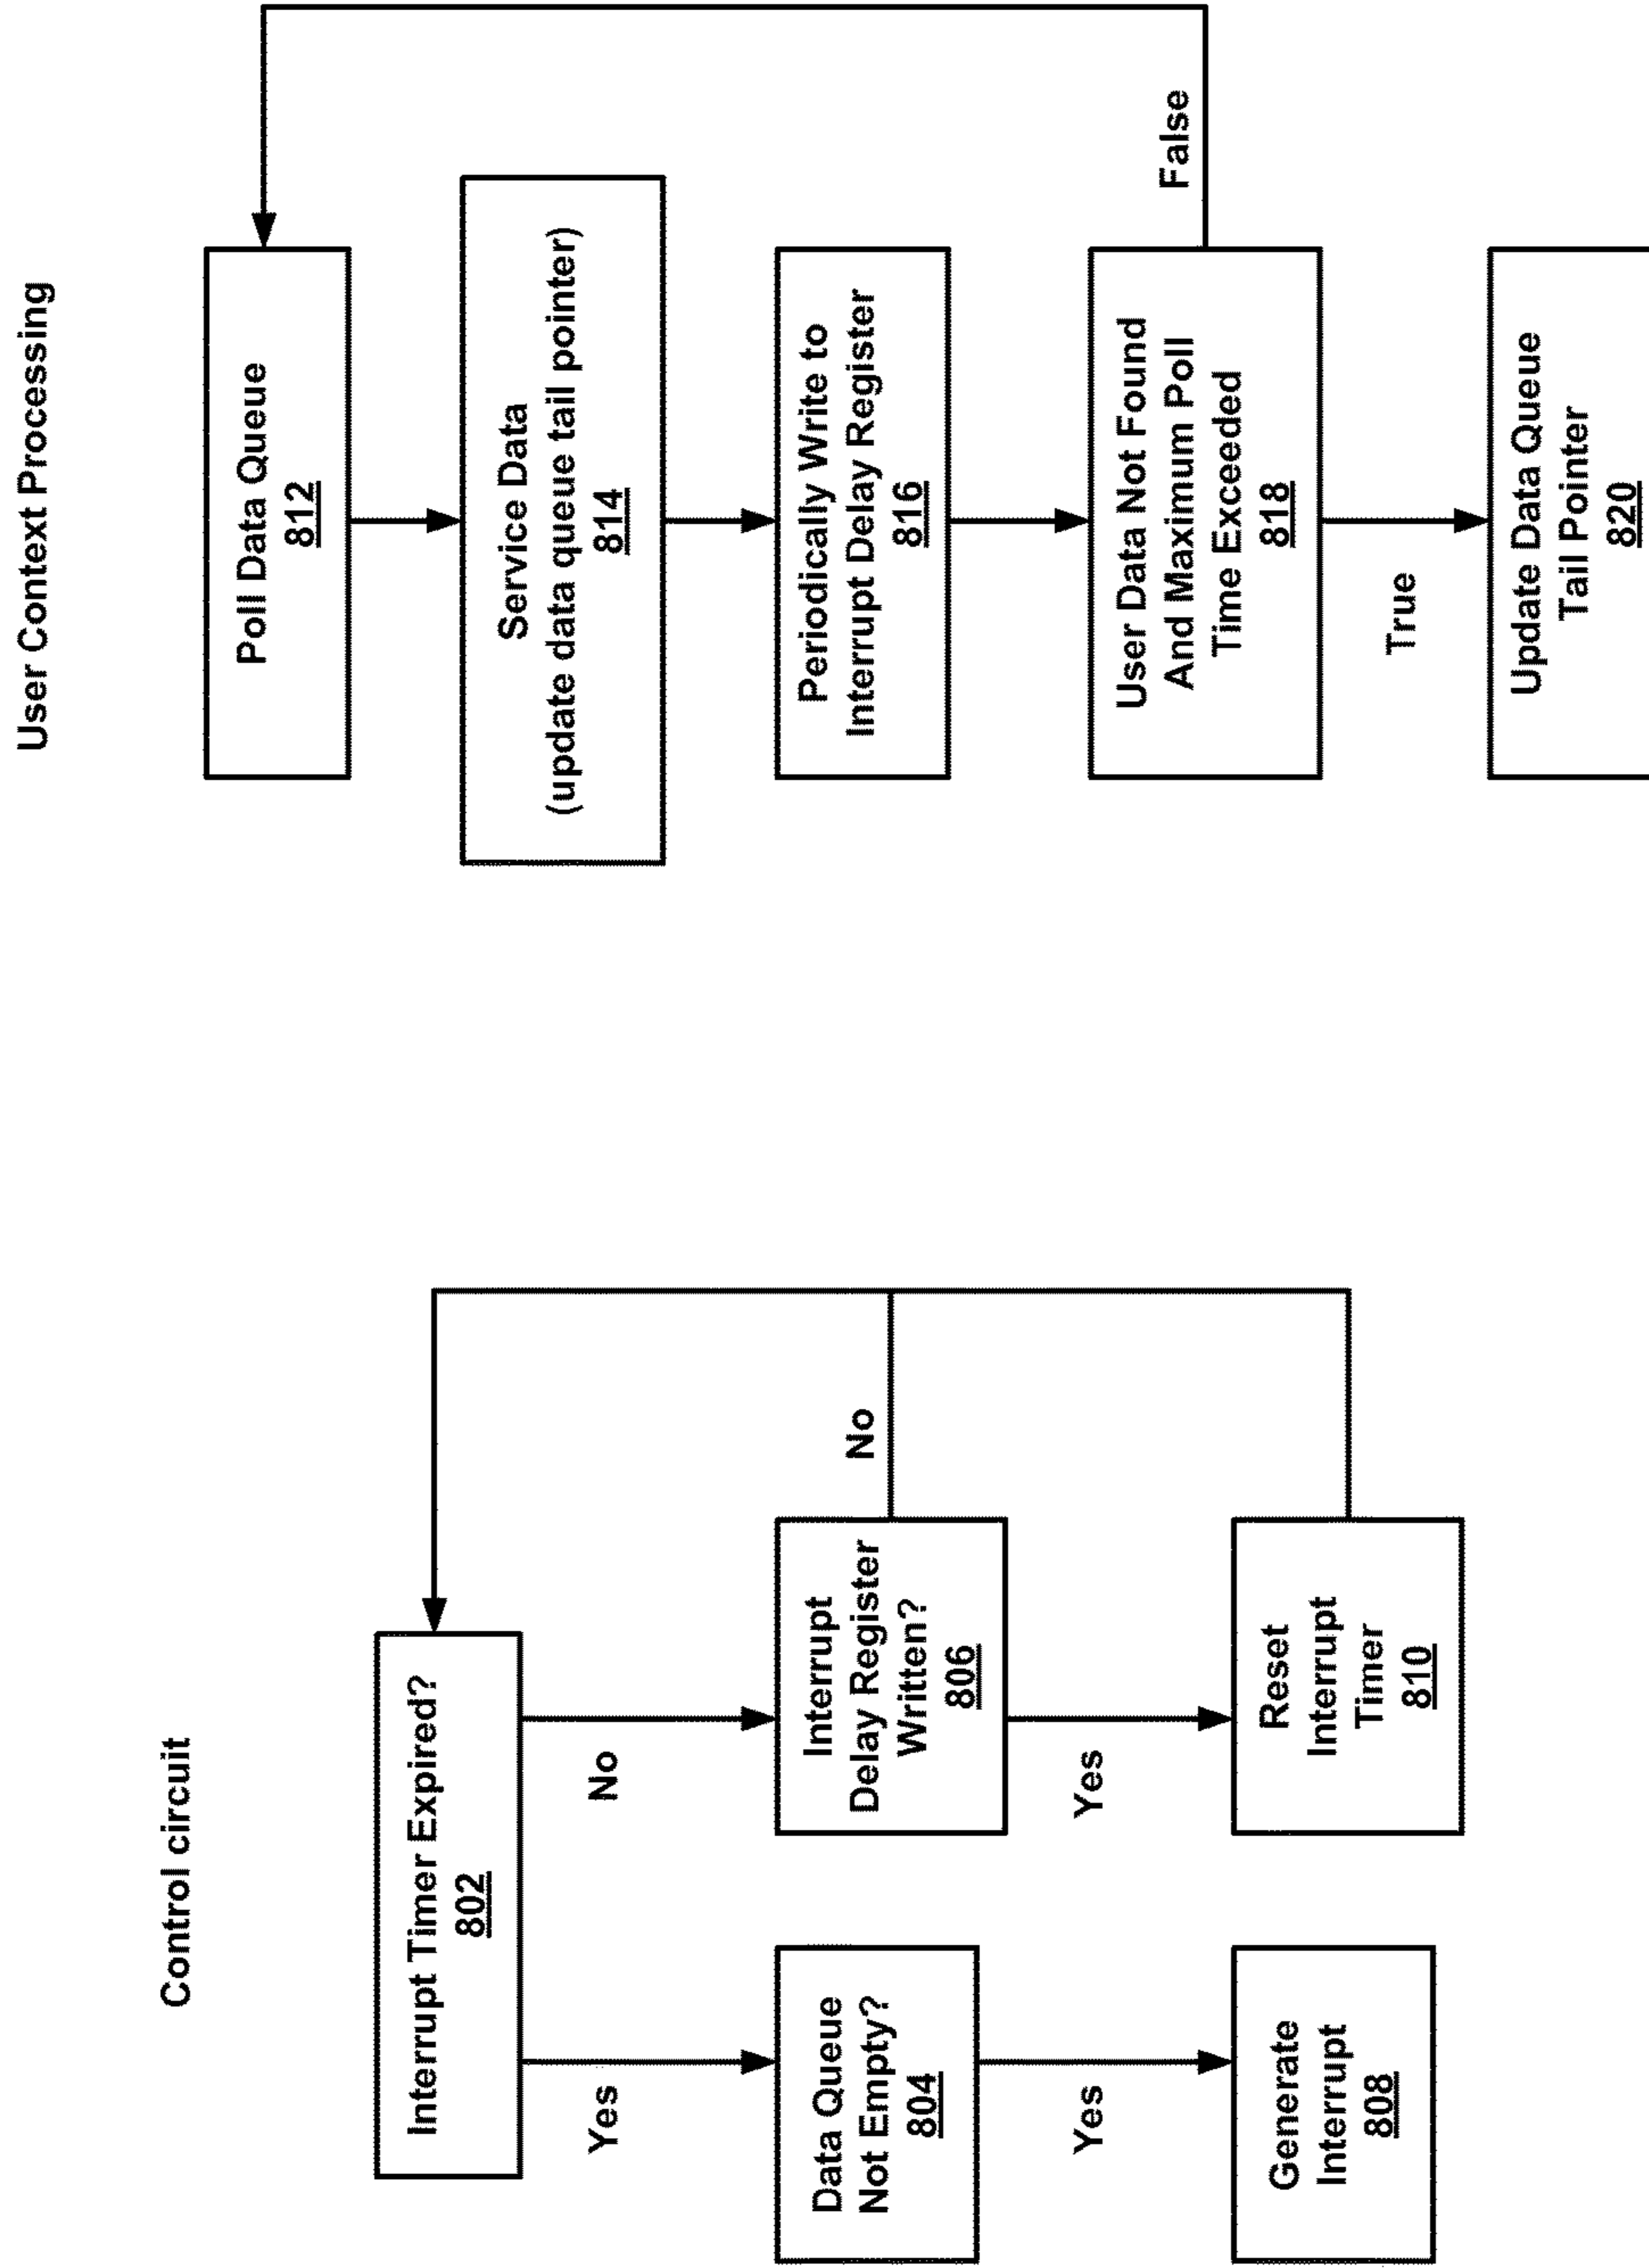 Control circuit
Interrupt Timer Expired?
802
Yes
No
Data Queue
Not Empty?
804
Interrupt
Delay Register
Written?
806
No
Yes
Yes
Generate
Interrupt
808
Reset
Interrupt
Timer
810
User Context Processing
Poll Data Queue
812
Service Data
(update data queue tail pointer)
814
Periodically Write to
Interrupt Delay Register
816
User Data Not Found
And Maximum Poll
Time Exceeded
818
False
True
Update Data Queue
Tail Pointer
820